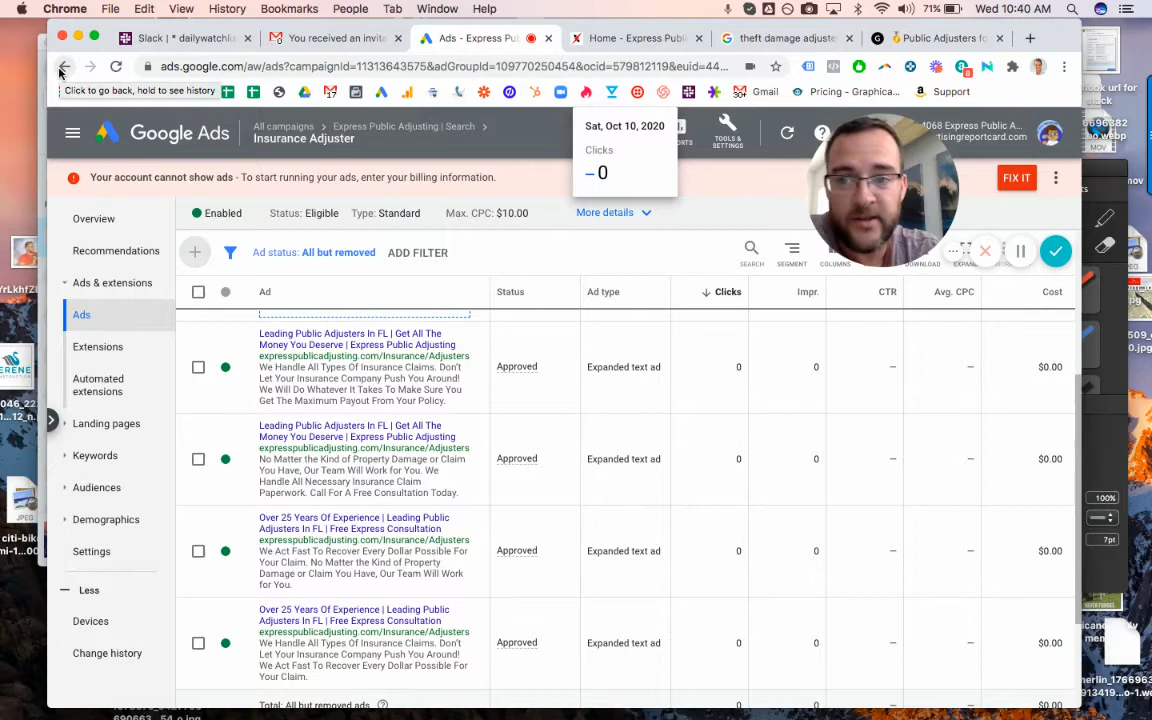 Chrome File Edit View History Bookmarks People Tab Window Help
71% Wed 10:40 AM
Slack | * dailywatchlis
You received an invita
Ads - Express Pu
Home - Express Publ
theft damage adjuste
Public Adjusters fo
ads.google.com/aw/ads?campaignId=11313643575&adGroupId=109770250454&ocid=579812119&euid=44...
Click to go back, hold to see history
17
30+ Gmail
Pricing - Graphica...
Support
Google Ads
All campaigns > Express Public Adjusting | Search >
Insurance Adjuster
Sat, Oct 10, 2020
Clicks
– 0
TOOLS &
SETTINGS
4068 Express Public A...
Your account cannot show ads - To start running your ads, enter your billing information.
FIX IT
Enabled Status: Eligible Type: Standard Max. CPC: $10.00 More details
Ad status: All but removed ADD FILTER
SEARCH SEGMENT COLUMNS
Overview
Recommendations
Ads & extensions
Ads
Extensions
Automated
extensions
Landing pages
Keywords
Audiences
Demographics
Settings
Less
Devices
Change history
Ad Status Ad type Clicks Impr. CTR Avg. CPC Cost
Leading Public Adjusters In FL | Get All The
Money You Deserve | Express Public Adjusting
expresspublicadjusting.com/Insurance/Adjusters
We Handle All Types Of Insurance Claims. Don't
Let Your Insurance Company Push You Around!
We Will Do Whatever It Takes To Make Sure You
Get The Maximum Payout From Your Policy.
Approved Expanded text ad 0 0 – – $0.00
Leading Public Adjusters In FL | Get All The
Money You Deserve | Express Public Adjusting
expresspublicadjusting.com/Insurance/Adjusters
No Matter the Kind of Property Damage or Claim
You Have, Our Team Will Work for You. We
Handle All Necessary Insurance Claim
Paperwork. Call For A Free Consultation Today.
Approved Expanded text ad 0 0 – – $0.00
Over 25 Years Of Experience | Leading Public
Adjusters In FL | Free Express Consultation
expresspublicadjusting.com/Insurance/Adjusters
We Act Fast To Recover Every Dollar Possible For
Your Claim. No Matter the Kind of Property
Damage or Claim You Have, Our Team Will Work
for You.
Approved Expanded text ad 0 0 – – $0.00
Over 25 Years Of Experience | Leading Public
Adjusters In FL | Free Express Consultation
expresspublicadjusting.com/Insurance/Adjusters
We Handle All Types Of Insurance Claims. Don't
Let Your Insurance Company Push You Around!
We Act Fast To Recover Every Dollar Possible For
Your Claim.
Approved Expanded text ad 0 0 – – $0.00
Total: All but removed ads 0 0 – – $0.00
100%
7pt
JPEG
MOV